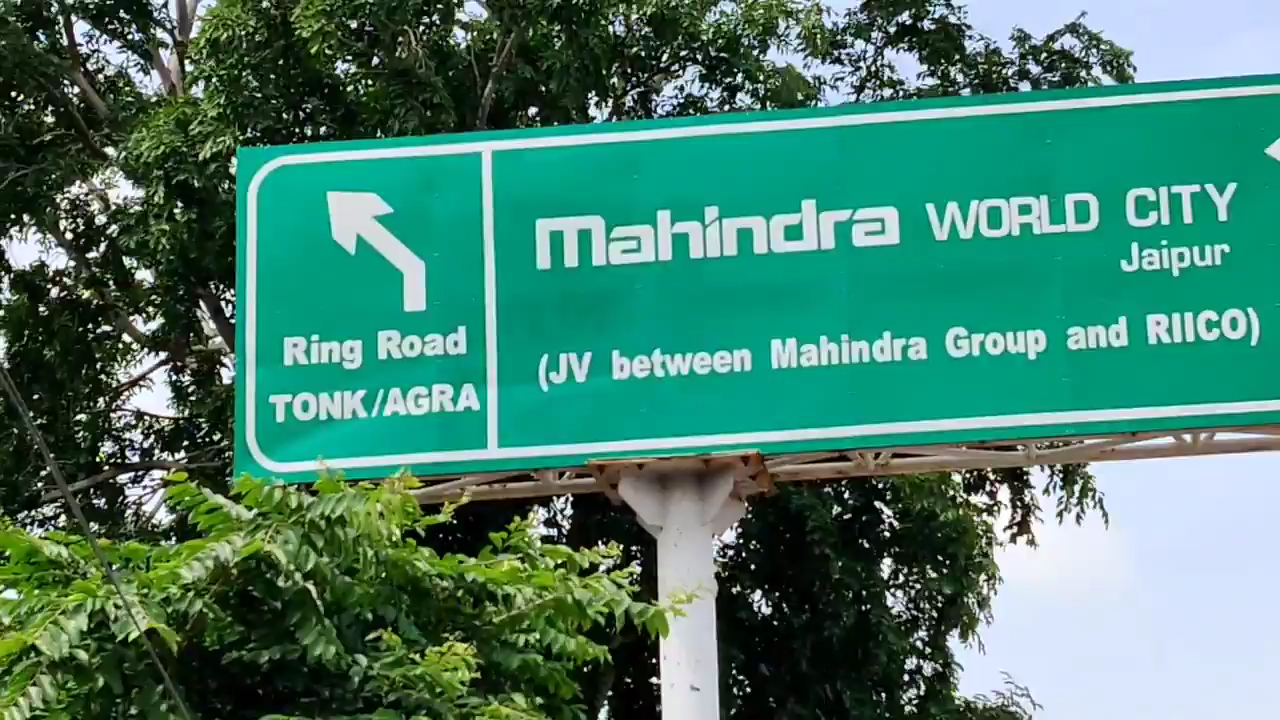 Ring Road
TONK/AGRA
Mahindra WORLD CITY
Jaipur
(JV between Mahindra Group and RIICO)